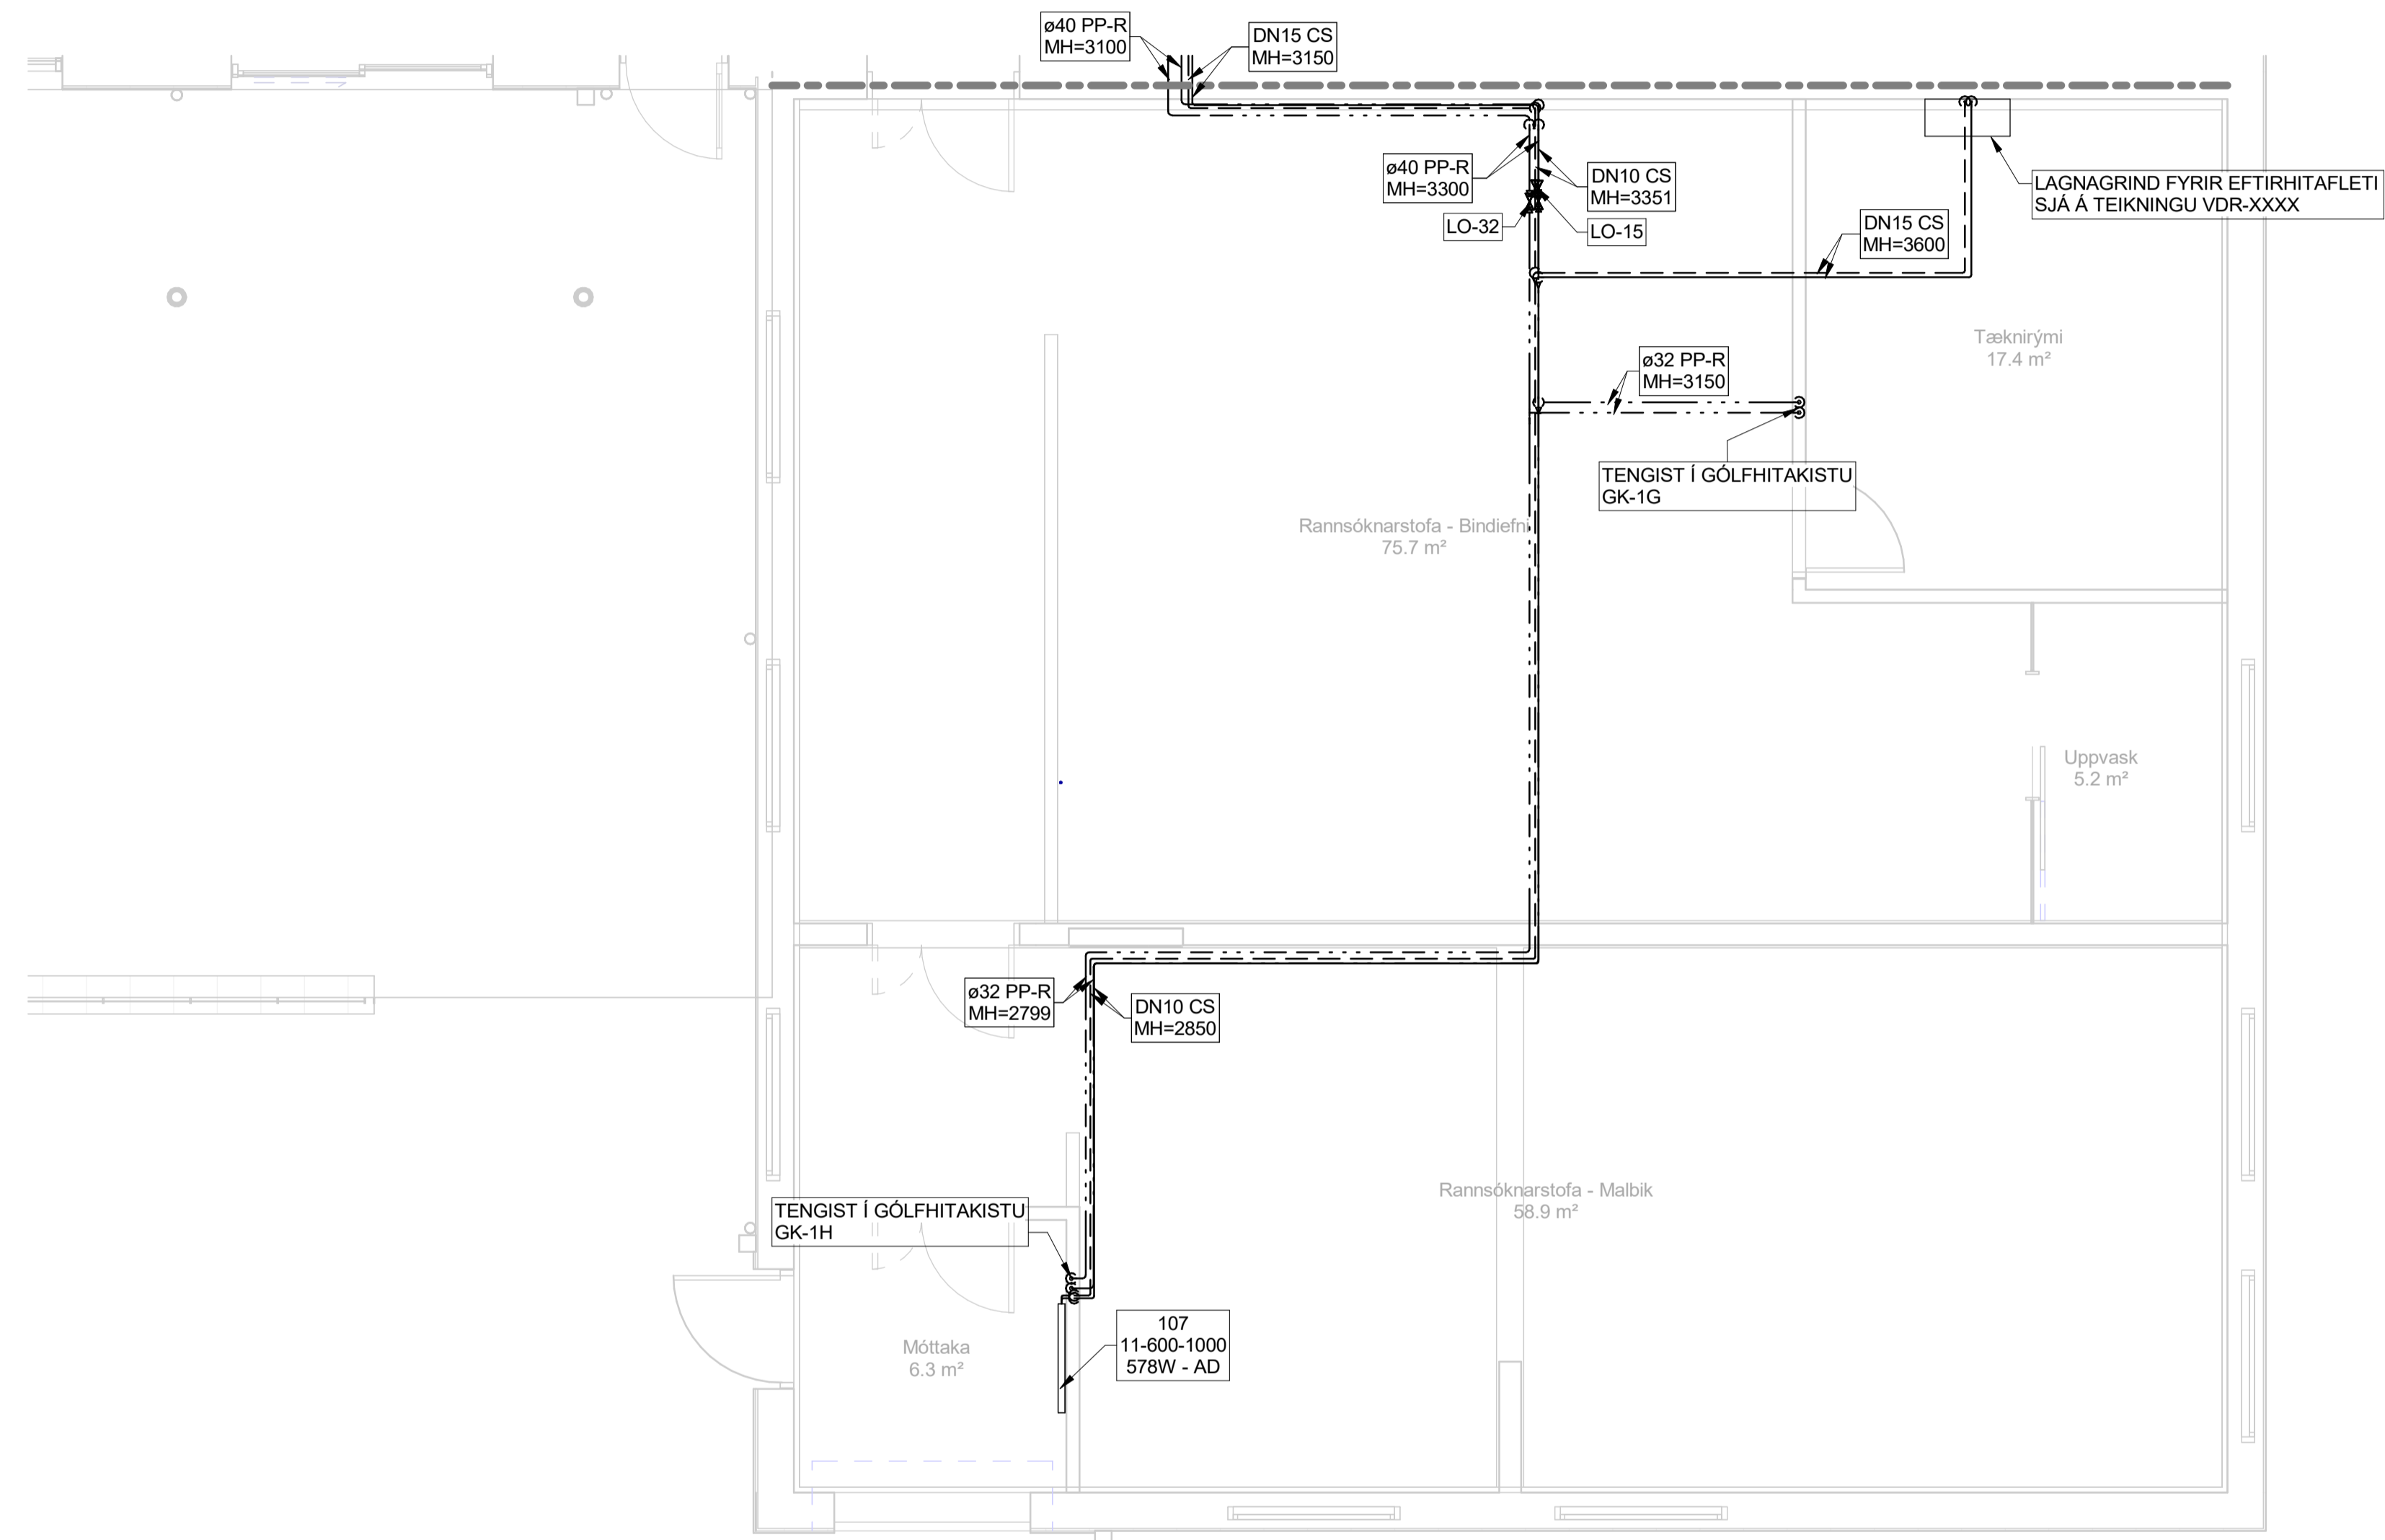 ø40 PP-R
MH=3100
DN15 CS
MH=3150
ø40 PP-R
MH=3300
DN10 CS
MH=3351
LAGNAGRIND FYRIR EFTIRHITAFLETI
SJÁ Á TEIKNINGU VDR-XXXX
LO-32
LO-15
DN15 CS
MH=3600
Tæknirými
17.4 m²
ø32 PP-R
MH=3150
TENGIST Í GÓLFHITAKISTU
GK-1G
Rannsóknarstofa - Bindiefni
75.7 m²
Uppvask
5.2 m²
ø32 PP-R
MH=2799
DN10 CS
MH=2850
TENGIST Í GÓLFHITAKISTU
GK-1H
Rannsóknarstofa - Malbik
58.9 m²
107
11-600-1000
578W - AD
Móttaka
6.3 m²